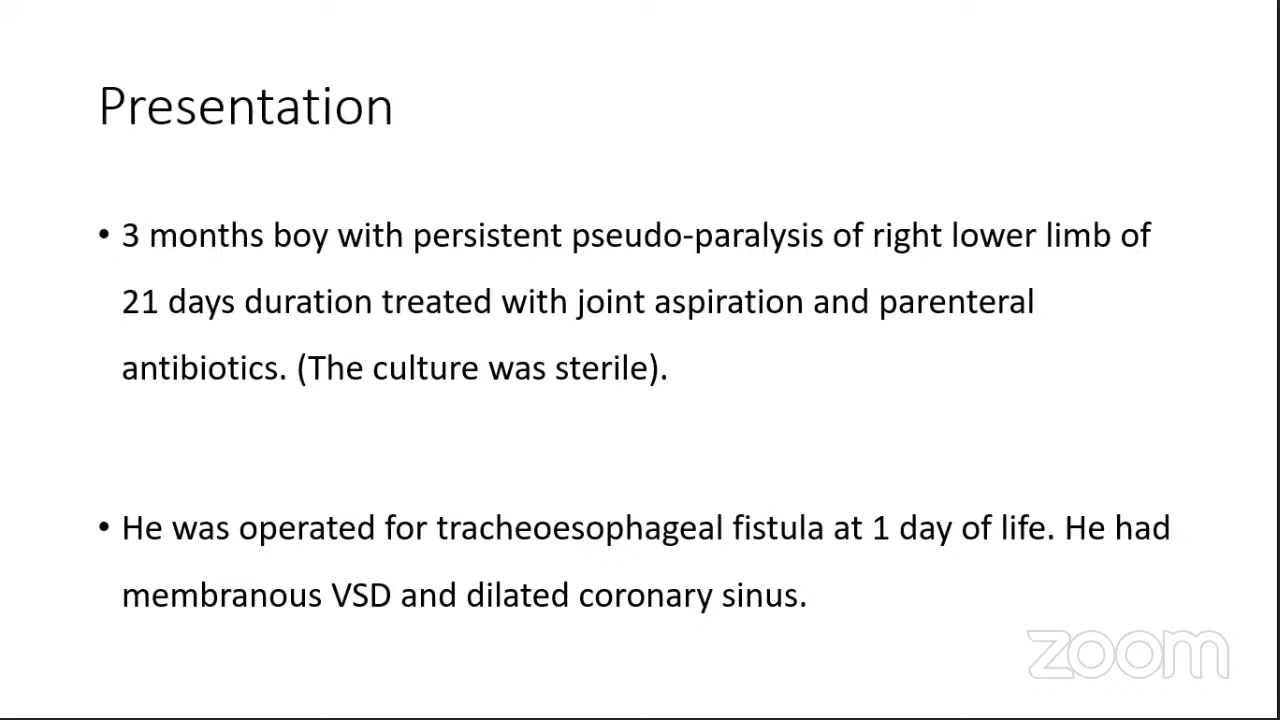 Presentation
• 3 months boy with persistent pseudo-paralysis of right lower limb of
21 days duration treated with joint aspiration and parenteral
antibiotics. (The culture was sterile).
• He was operated for tracheoesophageal fistula at 1 day of life. He had
membranous VSD and dilated coronary sinus.
zoom